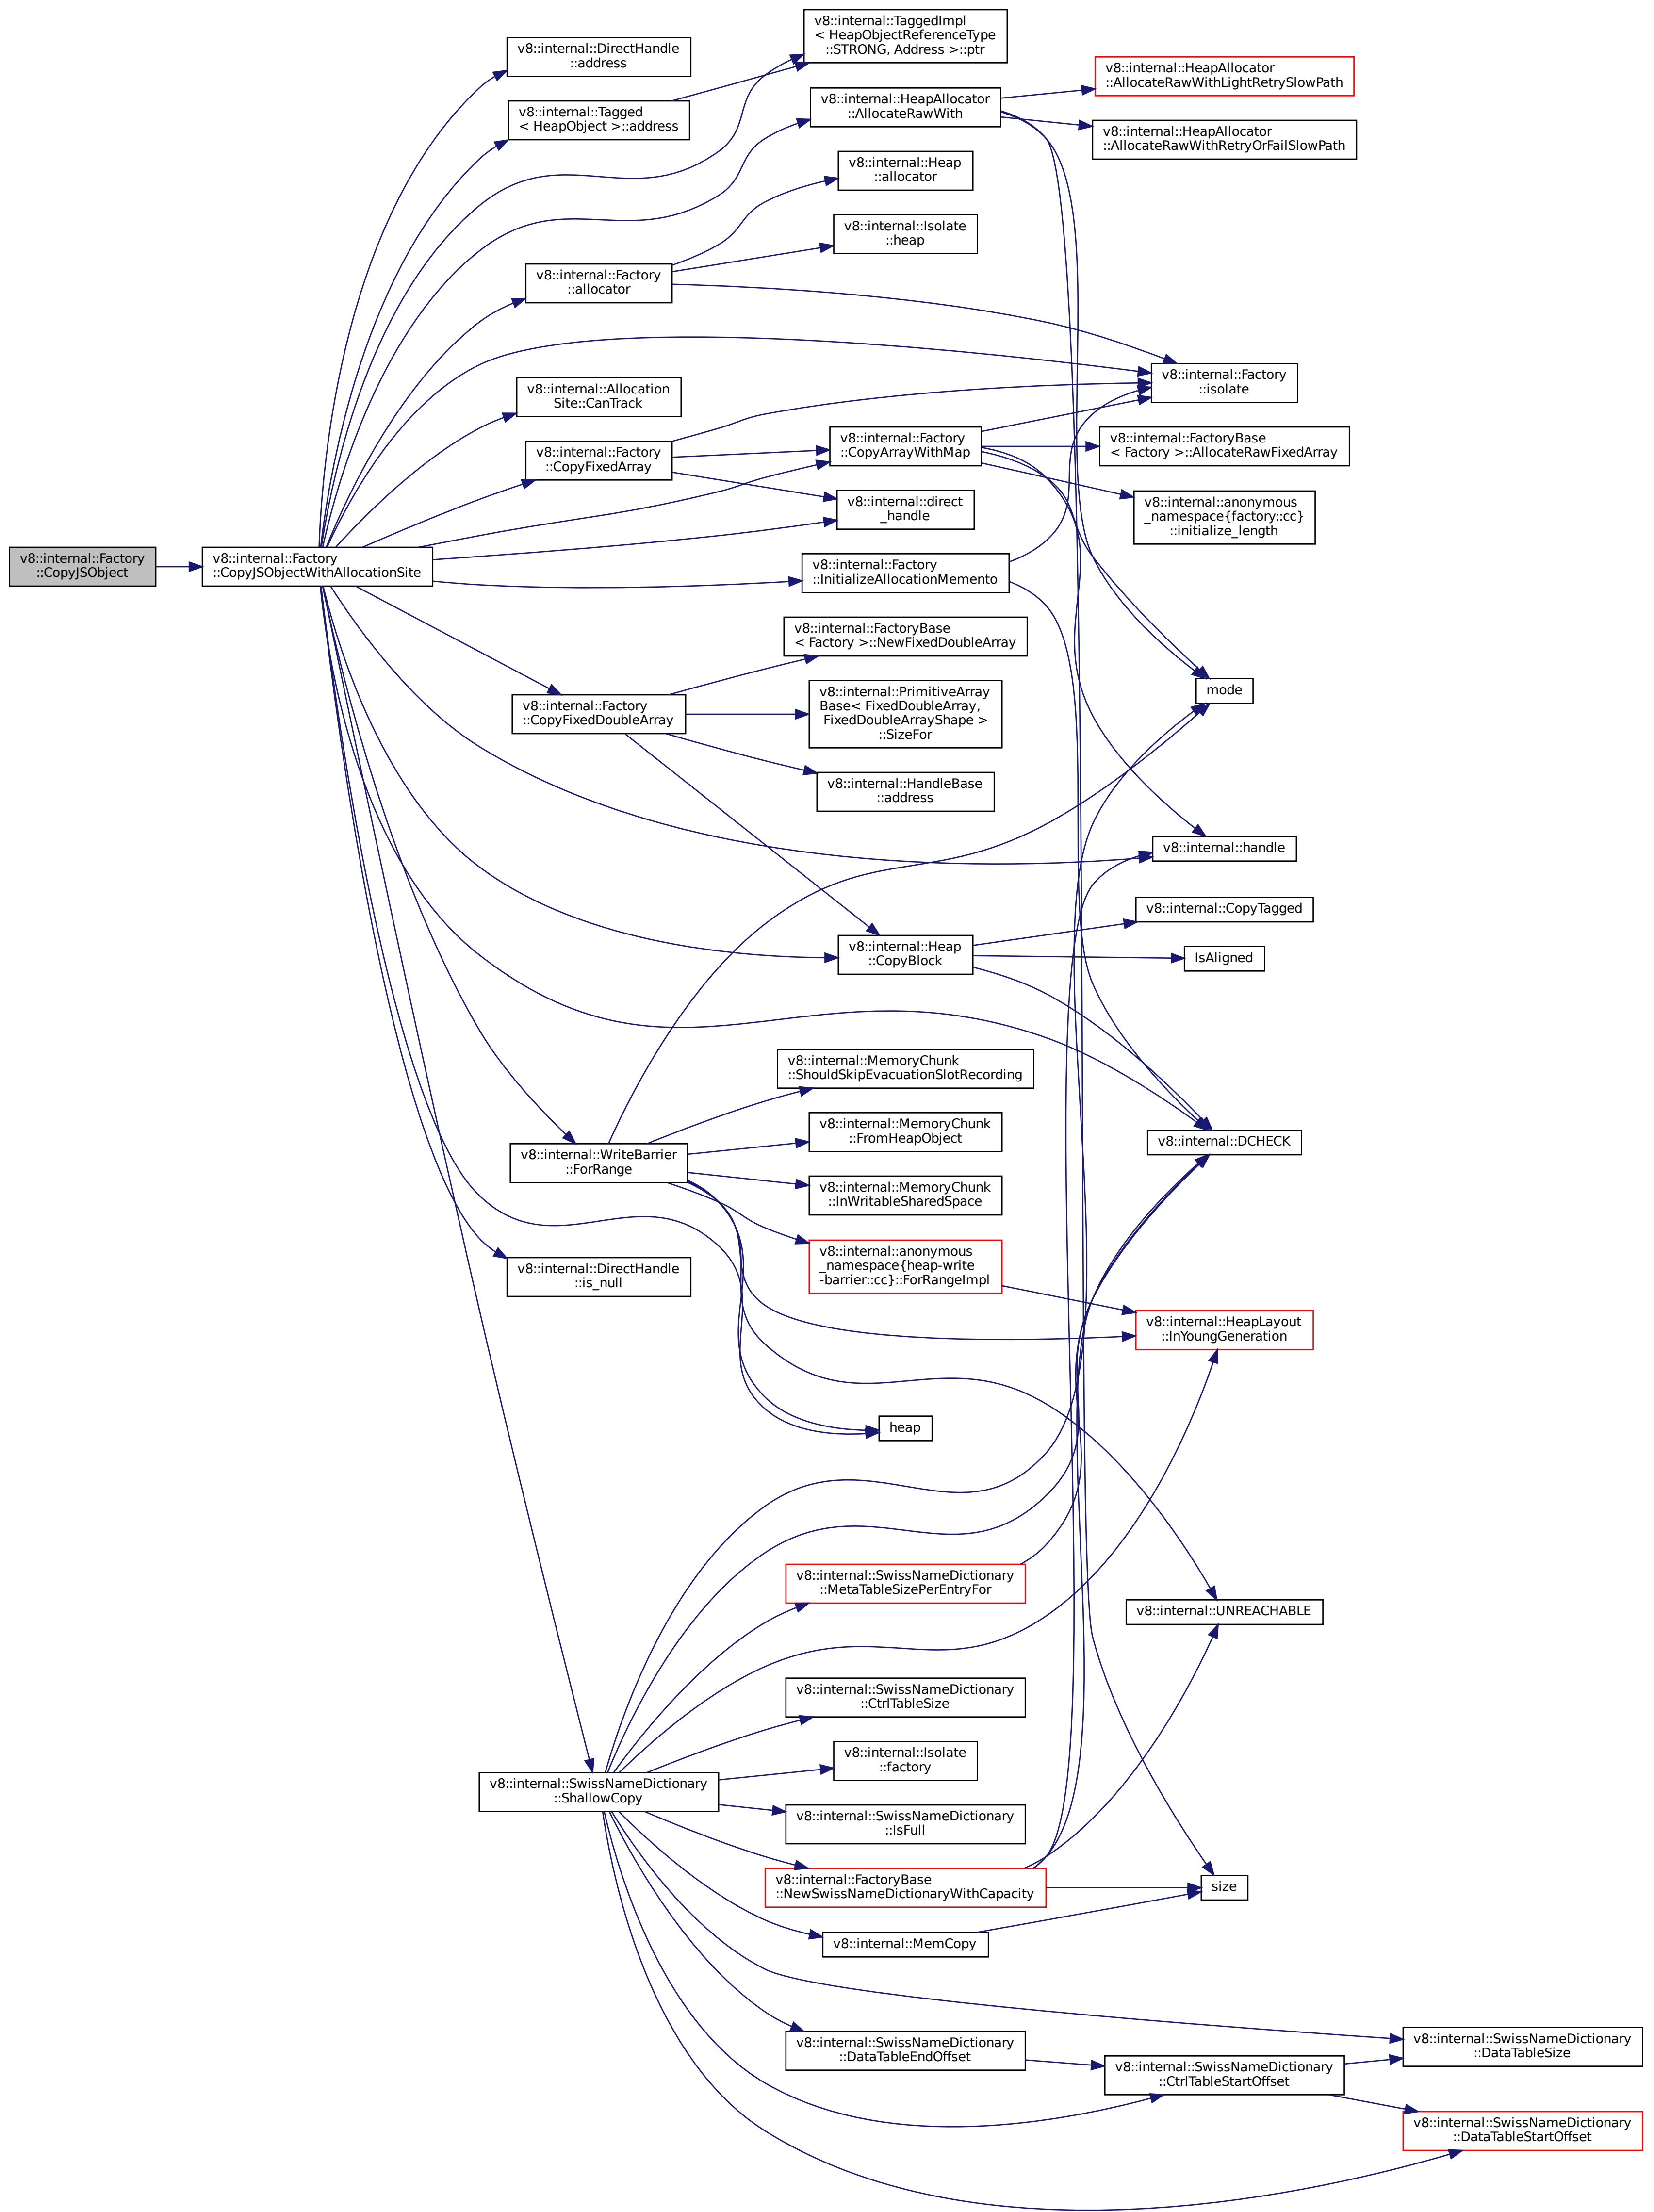 v8::internal::TaggedImpl
< HeapObjectReferenceType
::STRONG, Address >::ptr
v8::internal::DirectHandle
::address
v8::internal::HeapAllocator
::AllocateRawWithLightRetrySlowPath
v8::internal::HeapAllocator
::AllocateRawWith
v8::internal::Tagged
< HeapObject >::address
v8::internal::HeapAllocator
::AllocateRawWithRetryOrFailSlowPath
v8::internal::Heap
::allocator
v8::internal::Isolate
::heap
v8::internal::Factory
::allocator
v8::internal::Factory
::isolate
v8::internal::Allocation
Site::CanTrack
v8::internal::Factory
::CopyFixedArray
v8::internal::Factory
::CopyArrayWithMap
v8::internal::FactoryBase
< Factory >::AllocateRawFixedArray
v8::internal::direct
_handle
v8::internal::anonymous
_namespace{factory::cc}
::initialize_length
v8::internal::Factory
::CopyJSObject
v8::internal::Factory
::CopyJSObjectWithAllocationSite
v8::internal::Factory
::InitializeAllocationMemento
v8::internal::FactoryBase
< Factory >::NewFixedDoubleArray
mode
v8::internal::Factory
::CopyFixedDoubleArray
v8::internal::PrimitiveArray
Base< FixedDoubleArray,
FixedDoubleArrayShape >
::SizeFor
v8::internal::HandleBase
::address
v8::internal::handle
v8::internal::CopyTagged
v8::internal::Heap
::CopyBlock
IsAligned
v8::internal::MemoryChunk
::ShouldSkipEvacuationSlotRecording
v8::internal::MemoryChunk
::FromHeapObject
v8::internal::DCHECK
v8::internal::WriteBarrier
::ForRange
v8::internal::MemoryChunk
::InWritableSharedSpace
v8::internal::anonymous
_namespace{heap-write
-barrier::cc}::ForRangeImpl
v8::internal::DirectHandle
::is_null
v8::internal::HeapLayout
::InYoungGeneration
heap
v8::internal::SwissNameDictionary
::MetaTableSizePerEntryFor
v8::internal::UNREACHABLE
v8::internal::SwissNameDictionary
::CtrlTableSize
v8::internal::Isolate
::factory
v8::internal::SwissNameDictionary
::ShallowCopy
v8::internal::SwissNameDictionary
::IsFull
v8::internal::FactoryBase
::NewSwissNameDictionaryWithCapacity
size
v8::internal::MemCopy
v8::internal::SwissNameDictionary
::DataTableEndOffset
v8::internal::SwissNameDictionary
::DataTableSize
v8::internal::SwissNameDictionary
::CtrlTableStartOffset
v8::internal::SwissNameDictionary
::DataTableStartOffset